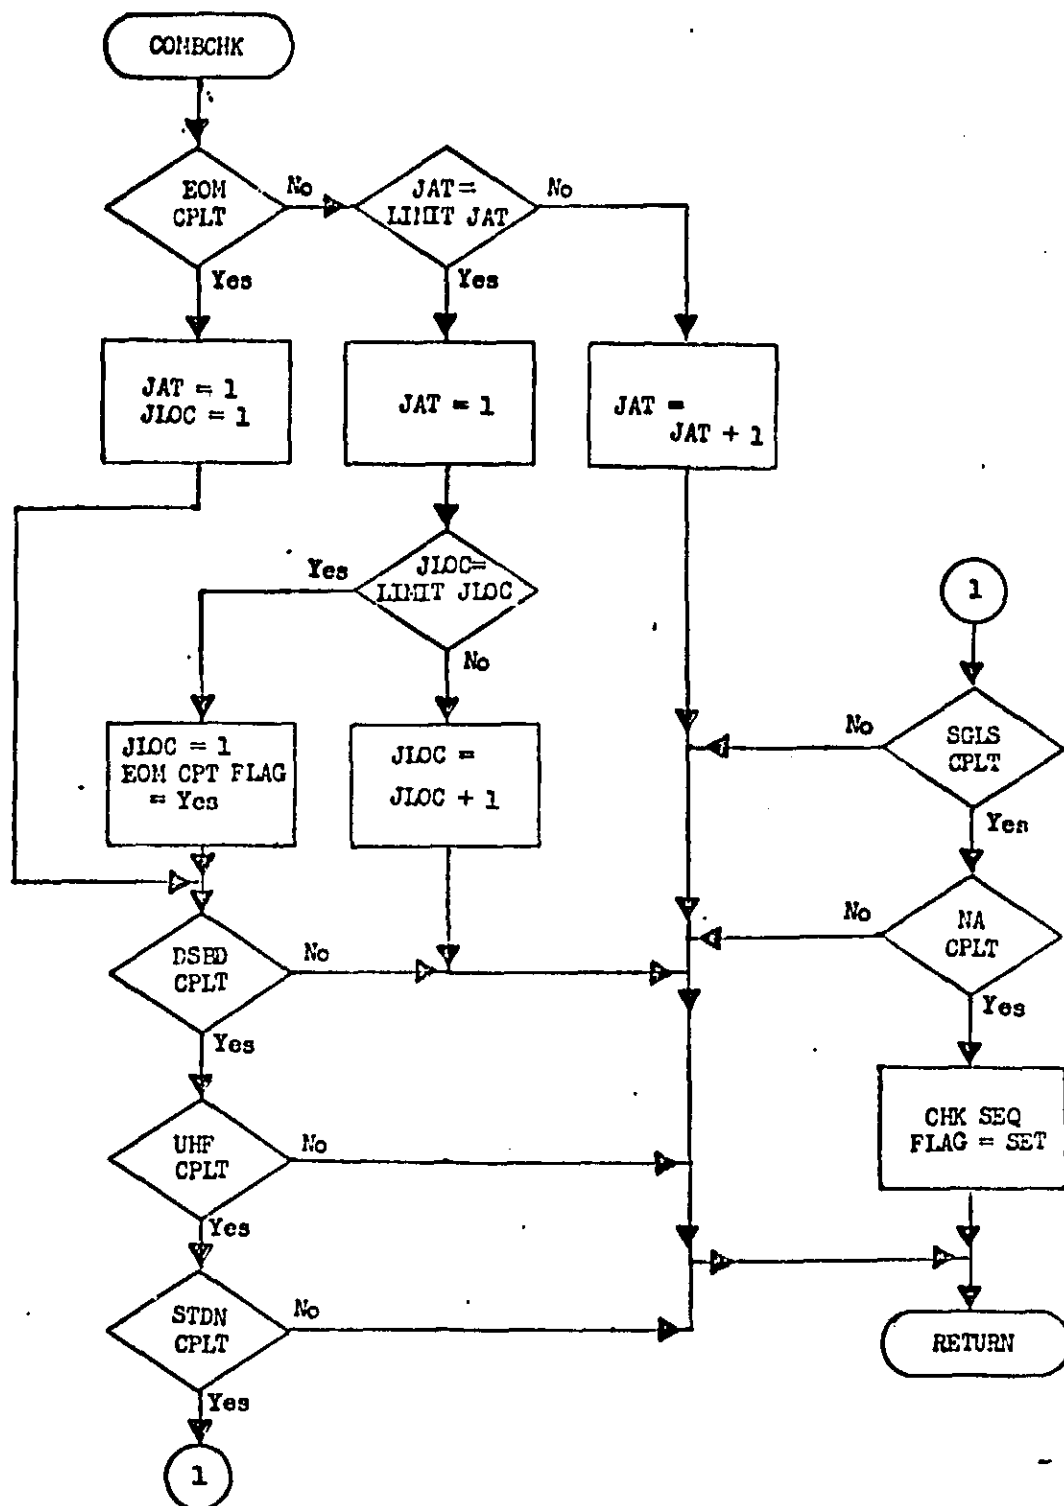 COMBCHK
EOM
CPLT
No
JAT=
LIMIT JAT
No
Yes
Yes
JAT = 1
JLOC = 1
JAT = 1
JAT =
JAT + 1
Yes
JLOC=
LIMIT JLOC
No
1
JLOC = 1
EOM CPT FLAG
= Yes
JLOC =
JLOC + 1
No
SGLS
CPLT
Yes
DSBD
CPLT
No
Yes
No
NA
CPLT
Yes
UHF
CPLT
No
Yes
CHK SEQ
FLAG = SET
STDN
CPLT
No
Yes
RETURN
1